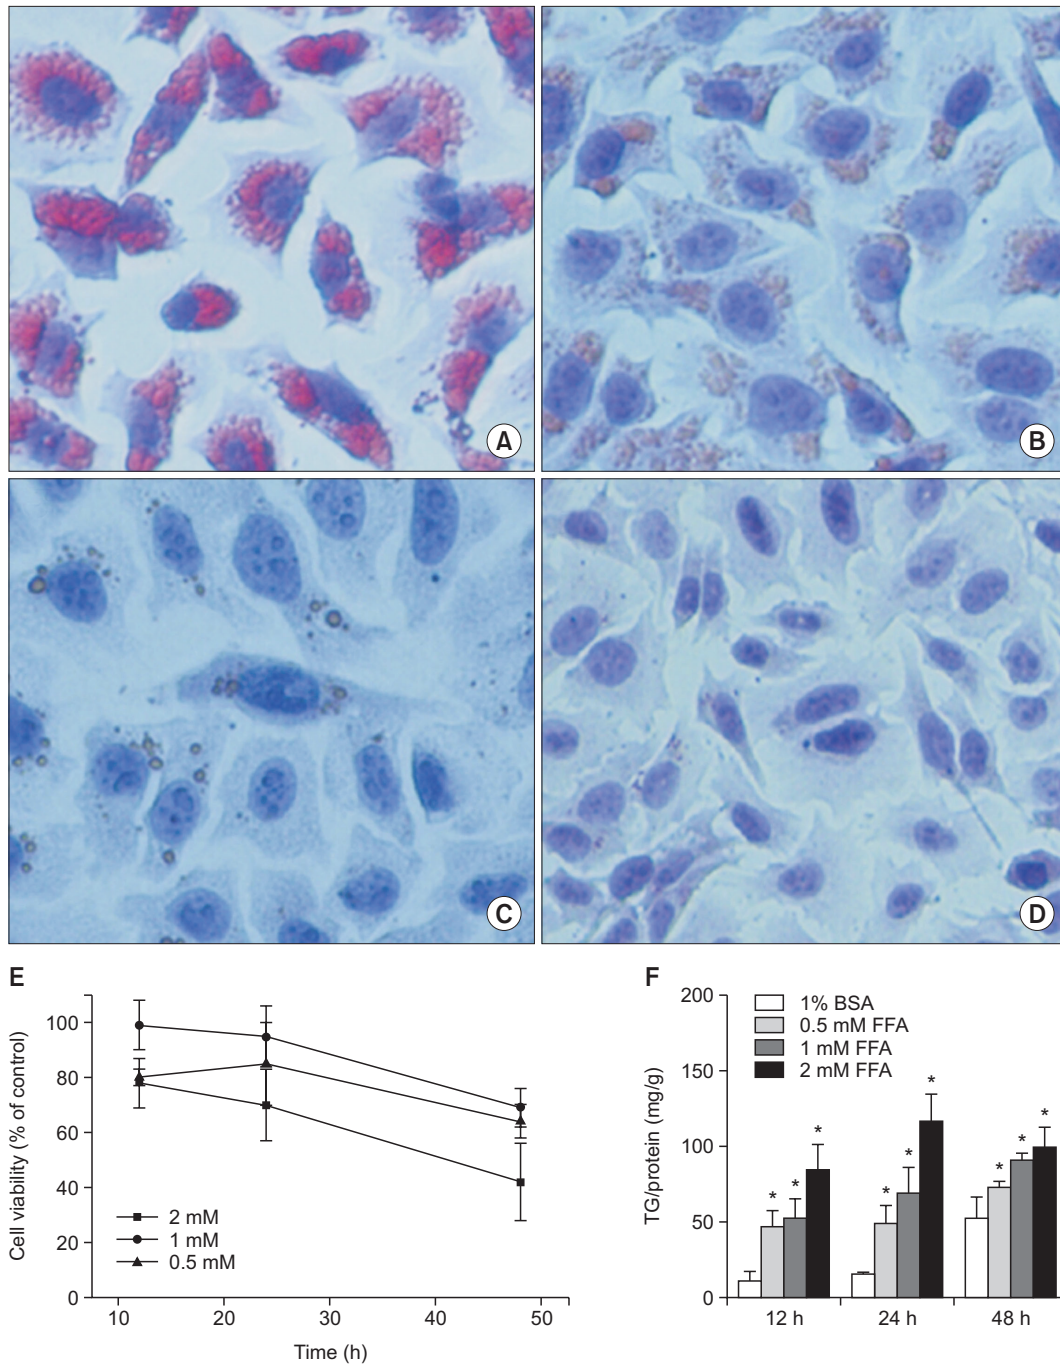 A
B
C
D
E
Cell viability (% of control)
100
80
60
40
20
0
2 mM
1 mM
0.5 mM
10
20
30
40
50
Time (h)
F
TG/protein (mg/g)
200
150
100
50
0
1% BSA
0.5 mM FFA
1 mM FFA
2 mM FFA
* * *
* * *
* * *
12 h
24 h
48 h